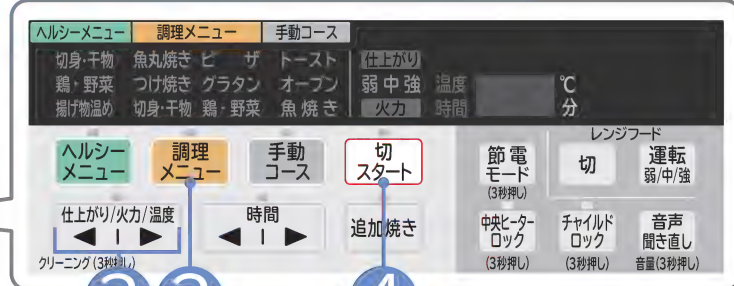 ヘルシーメニュー 調理メニュー 手動コース
切身・干物 魚丸焼き ピザ トースト 仕上がり
鶏・野菜 つけ焼き グラタン オーブン 弱 中 強 温度 ℃
揚げ物温め 切身・干物 鶏・野菜 魚焼き 火力 時間 分
ヘルシー
メニュー
調理
メニュー
手動
コース
切
スタート
節電
モード
(3秒押し)
レンジフード
切
運転
弱/中/強
仕上がり/火力/温度
◀ | ▶
クリーニング(3秒押し)
時間
◀ | ▶
追加焼き
中央ヒーター
ロック
(3秒押し)
チャイルド
ロック
(3秒押し)
音声
聞き直し
音量(3秒押し)
4